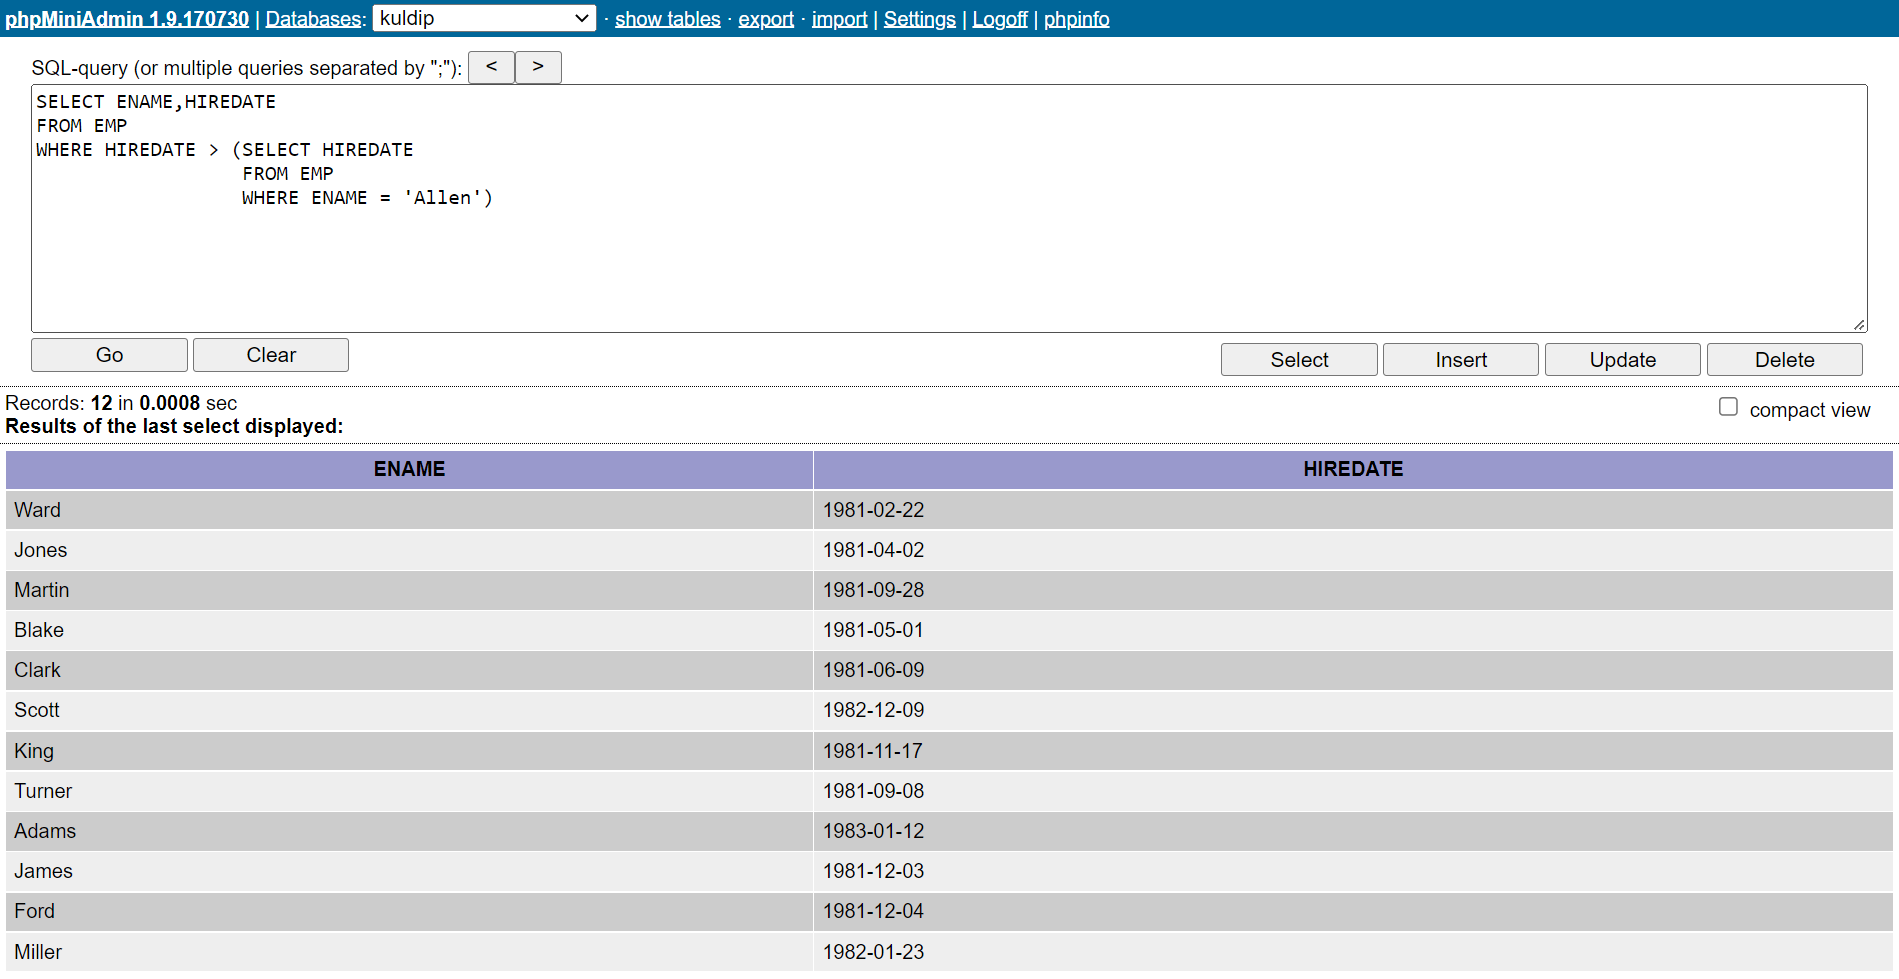 phpMiniAdmin 1.9.170730 | Databases: kuldip · show tables · export · import | Settings | Logoff | phpinfo
SQL-query (or multiple queries separated by ";"): < >
SELECT ENAME,HIREDATE
FROM EMP
WHERE HIREDATE > (SELECT HIREDATE
FROM EMP
WHERE ENAME = 'Allen')
Go Clear Select Insert Update Delete
Records: 12 in 0.0008 sec
compact view
Results of the last select displayed:
ENAME HIREDATE
Ward 1981-02-22
Jones 1981-04-02
Martin 1981-09-28
Blake 1981-05-01
Clark 1981-06-09
Scott 1982-12-09
King 1981-11-17
Turner 1981-09-08
Adams 1983-01-12
James 1981-12-03
Ford 1981-12-04
Miller 1982-01-23